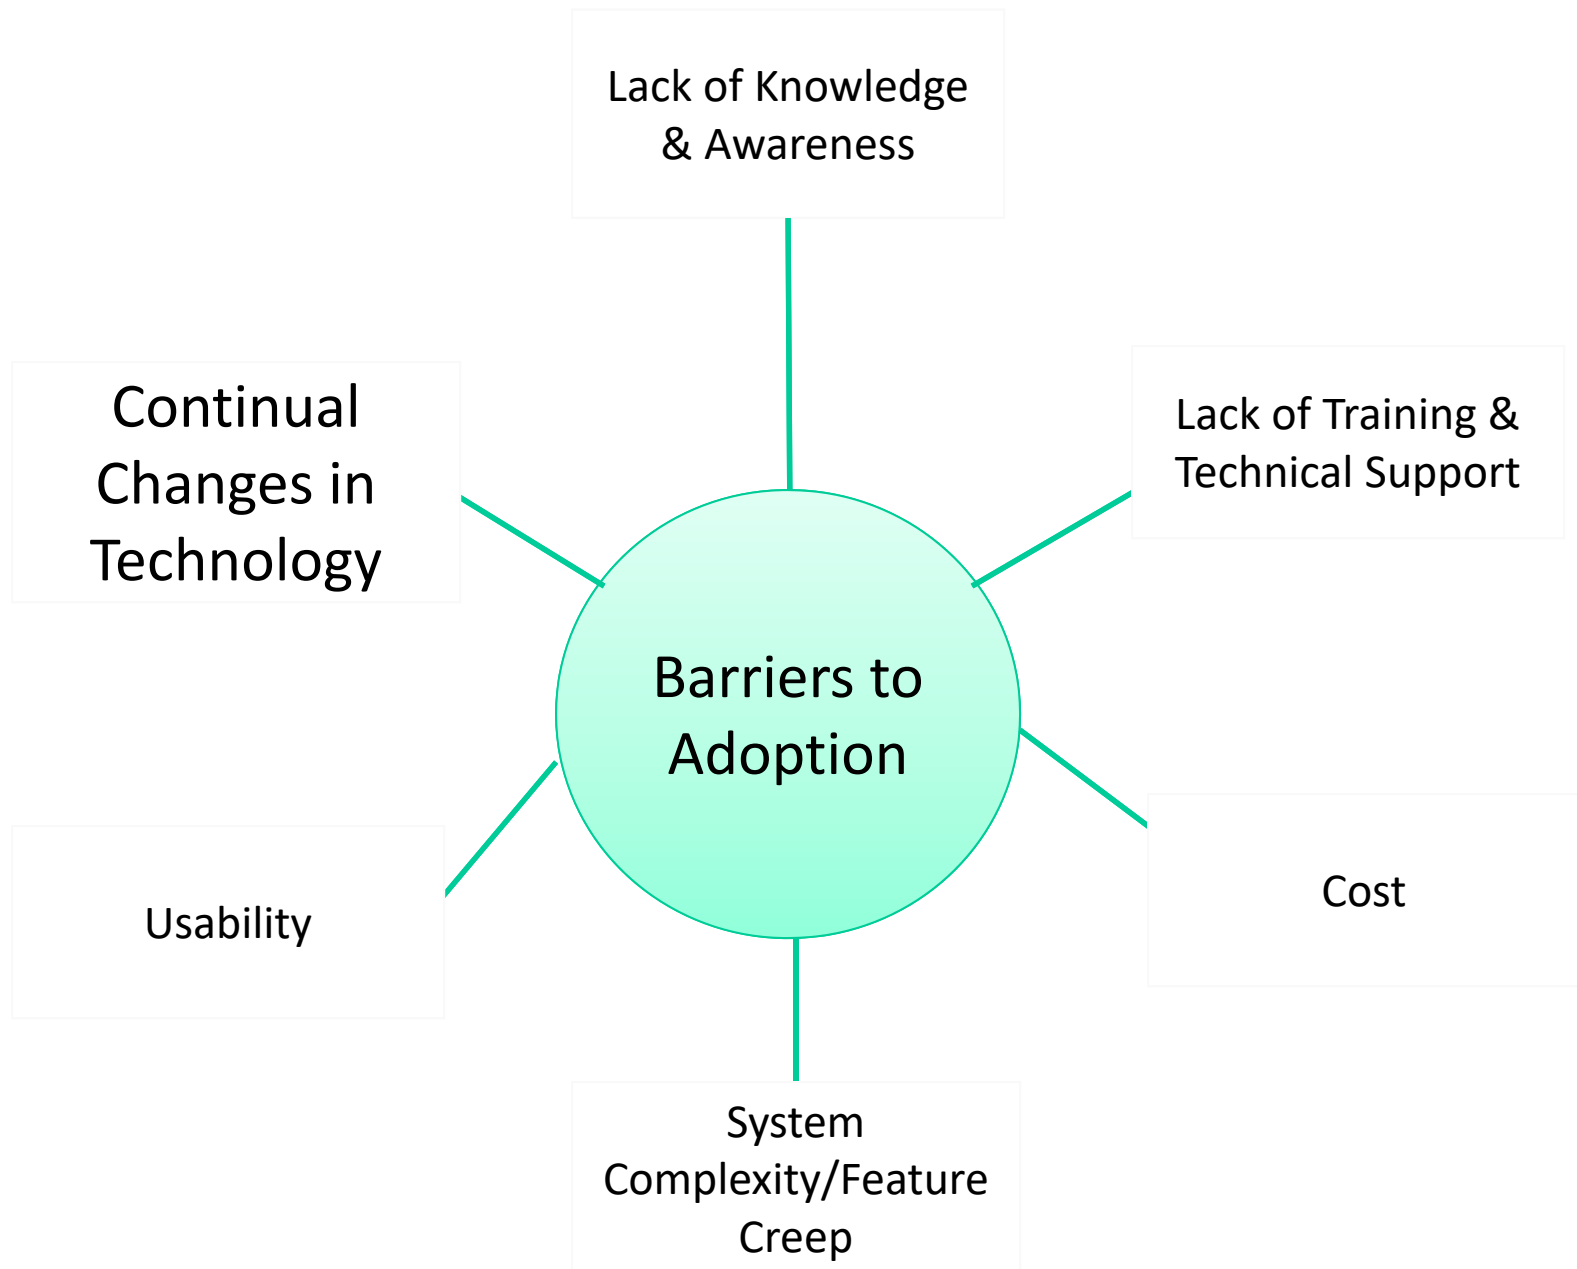 Lack of Knowledge
& Awareness
Continual
Changes in
Technology
Lack of Training &
Technical Support
Barriers to
Adoption
Usability
Cost
System
Complexity/Feature
Creep